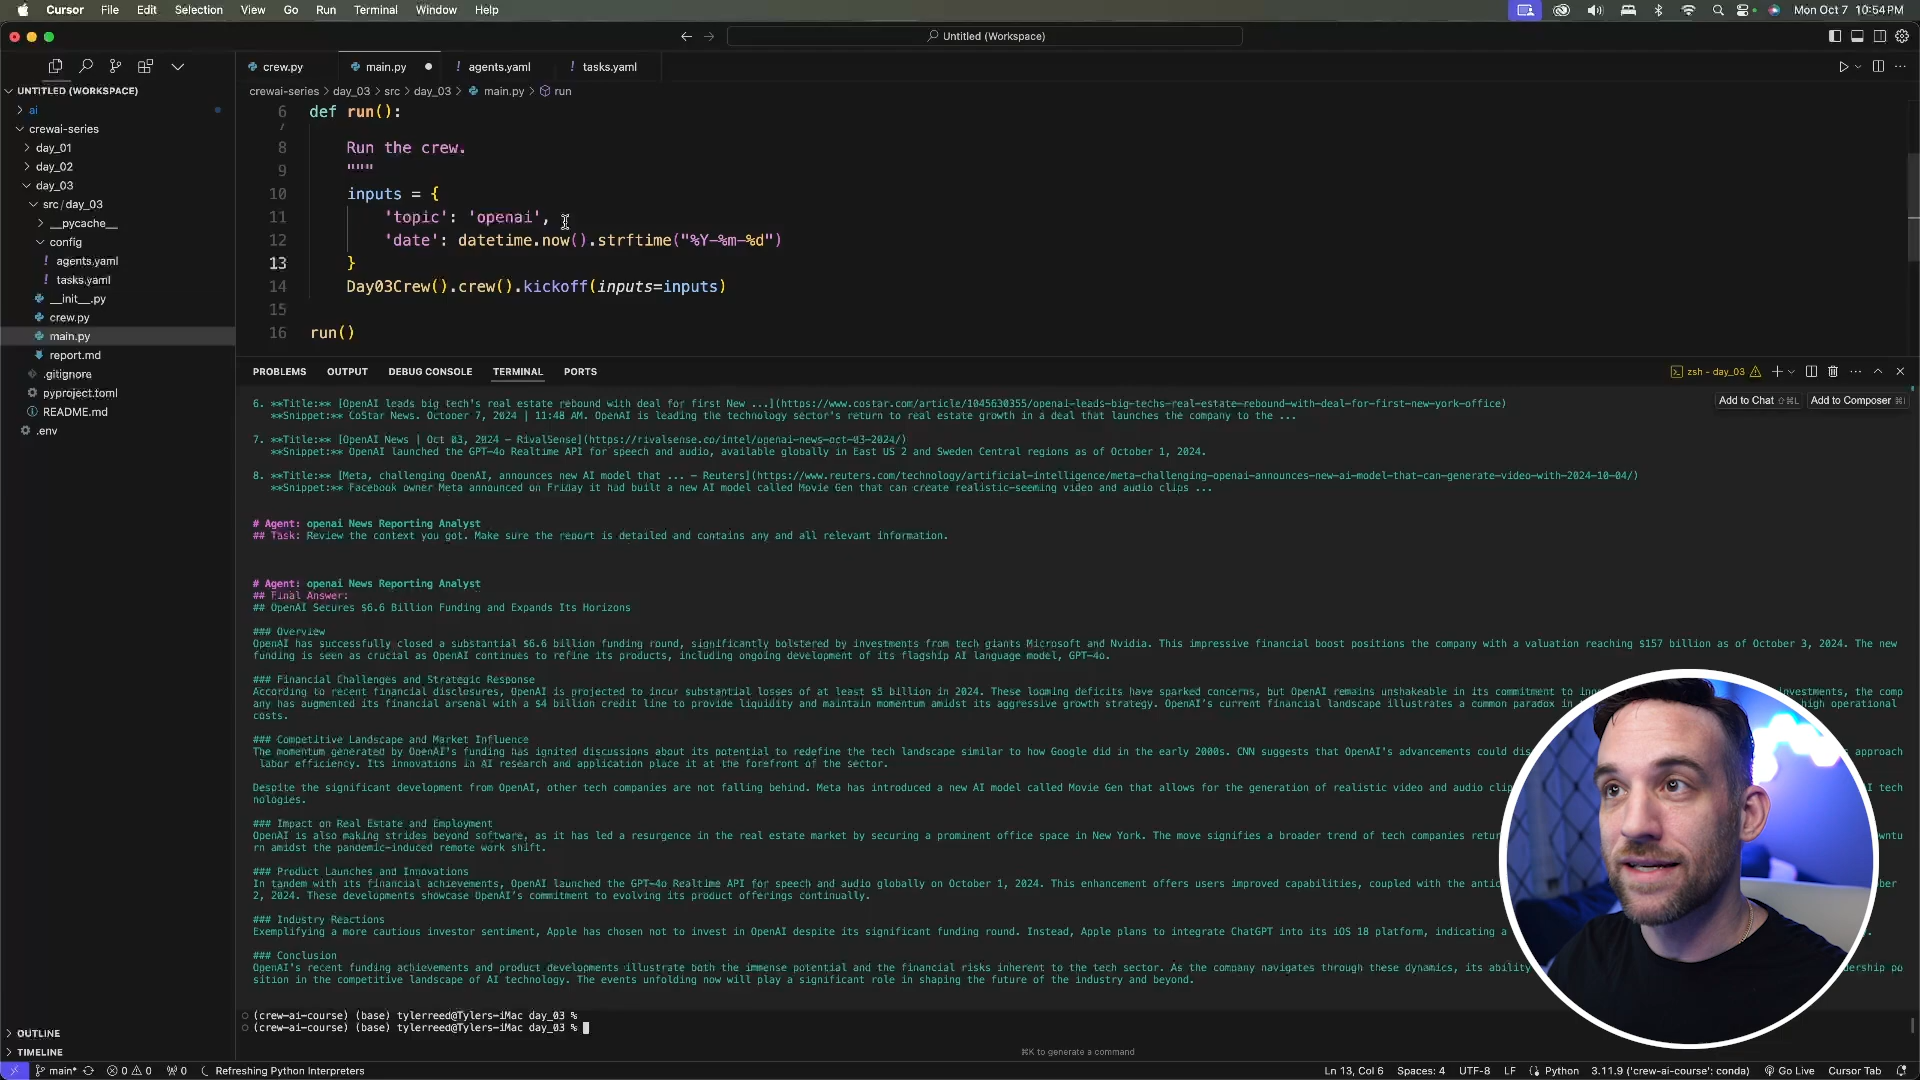 Cursor File Edit Selection View Go Run Terminal Window Help Mon Oct 7 10:54 PM
Untitled (Workspace)
crew.py main.py agents.yaml tasks.yaml
UNTITLED (WORKSPACE)
crewai-series > day_03 > src > day_03 > main.py > run
ai
crewai-series
day_01
day_02
day_03
src/day_03
__pycache__
config
agents.yaml
tasks.yaml
__init__.py
crew.py
main.py
report.md
.gitignore
pyproject.toml
README.md
.env
OUTLINE
TIMELINE
6 def run():
7
8 Run the crew.
9 """
10 inputs = {
11 'topic': 'openai',
12 'date': datetime.now().strftime("%Y-%m-%d")
13 }
14 Day03Crew().crew().kickoff(inputs=inputs)
15
16 run()
PROBLEMS OUTPUT DEBUG CONSOLE TERMINAL PORTS zsh - day_03
Add to Chat ⇧⌘L Add to Composer ⌘I
6. **Title:** [OpenAI leads big tech's real estate rebound with deal for first New ...](https://www.costar.com/article/1045630355/openai-leads-big-techs-real-estate-rebound-with-deal-for-first-new-york-office)
**Snippet:** CoStar News. October 7, 2024 | 11:48 AM. OpenAI is leading the technology sector's return to real estate growth in a deal that launches the company to the ...
7. **Title:** [OpenAI News | Oct 03, 2024 - RivalSense](https://rivalsense.co/intel/openai-news-oct-03-2024/)
**Snippet:** OpenAI launched the GPT-4o Realtime API for speech and audio, available globally in East US 2 and Sweden Central regions as of October 1, 2024.
8. **Title:** [Meta, challenging OpenAI, announces new AI model that ... - Reuters](https://www.reuters.com/technology/artificial-intelligence/meta-challenging-openai-announces-new-ai-model-that-can-generate-video-with-2024-10-04/)
**Snippet:** Facebook owner Meta announced on Friday it had built a new AI model called Movie Gen that can create realistic-seeming video and audio clips ...
# Agent: openai News Reporting Analyst
## Task: Review the context you got. Make sure the report is detailed and contains any and all relevant information.
# Agent: openai News Reporting Analyst
## Final Answer:
## OpenAI Secures $6.6 Billion Funding and Expands Its Horizons
### Overview
OpenAI has successfully closed a substantial $6.6 billion funding round, significantly bolstered by investments from tech giants Microsoft and Nvidia. This impressive financial boost positions the company with a valuation reaching $157 billion as of October 3, 2024. The new
funding is seen as crucial as OpenAI continues to refine its products, including ongoing development of its flagship AI language model, GPT-4o.
### Financial Challenges and Strategic Response
According to recent financial disclosures, OpenAI is projected to incur substantial losses of at least $5 billion in 2024. These looming deficits have sparked concerns, but OpenAI remains unshakeable in its commitment to in nvestments, the comp
any has augmented its financial arsenal with a $4 billion credit line to provide liquidity and maintain momentum amidst its aggressive growth strategy. OpenAI's current financial landscape illustrates a common paradox in high operational
costs.
### Competitive Landscape and Market Influence
The momentum generated by OpenAI's funding has ignited discussions about its potential to redefine the tech landscape similar to how Google did in the early 2000s. CNN suggests that OpenAI's advancements could dis approach
labor efficiency. Its innovations in AI research and application place it at the forefront of the sector.
Despite the significant development from OpenAI, other tech companies are not falling behind. Meta has introduced a new AI model called Movie Gen that allows for the generation of realistic video and audio clip I tech
nologies.
### Impact on Real Estate and Employment
OpenAI is also making strides beyond software, as it has led a resurgence in the real estate market by securing a prominent office space in New York. The move signifies a broader trend of tech companies retur wntu
rn amidst the pandemic-induced remote work shift.
### Product Launches and Innovations
In tandem with its financial achievements, OpenAI launched the GPT-4o Realtime API for speech and audio globally on October 1, 2024. This enhancement offers users improved capabilities, coupled with the antic ber
2, 2024. These developments showcase OpenAI's commitment to evolving its product offerings continually.
### Industry Reactions
Exemplifying a more cautious investor sentiment, Apple has chosen not to invest in OpenAI despite its significant funding round. Instead, Apple plans to integrate ChatGPT into its iOS 18 platform, indicating a
### Conclusion
OpenAI's recent funding achievements and product developments illustrate both the immense potential and the financial risks inherent to the tech sector. As the company navigates through these dynamics, its ability dership po
sition in the competitive landscape of AI technology. The events unfolding now will play a significant role in shaping the future of the industry and beyond.
(crew-ai-course) (base) tylerreed@Tylers-iMac day_03 %
(crew-ai-course) (base) tylerreed@Tylers-iMac day_03 %
⌘K to generate a command
main* 0 0 0 Refreshing Python Interpreters Ln 13, Col 6 Spaces: 4 UTF-8 LF Python 3.11.9 ('crew-ai-course': conda) Go Live Cursor Tab